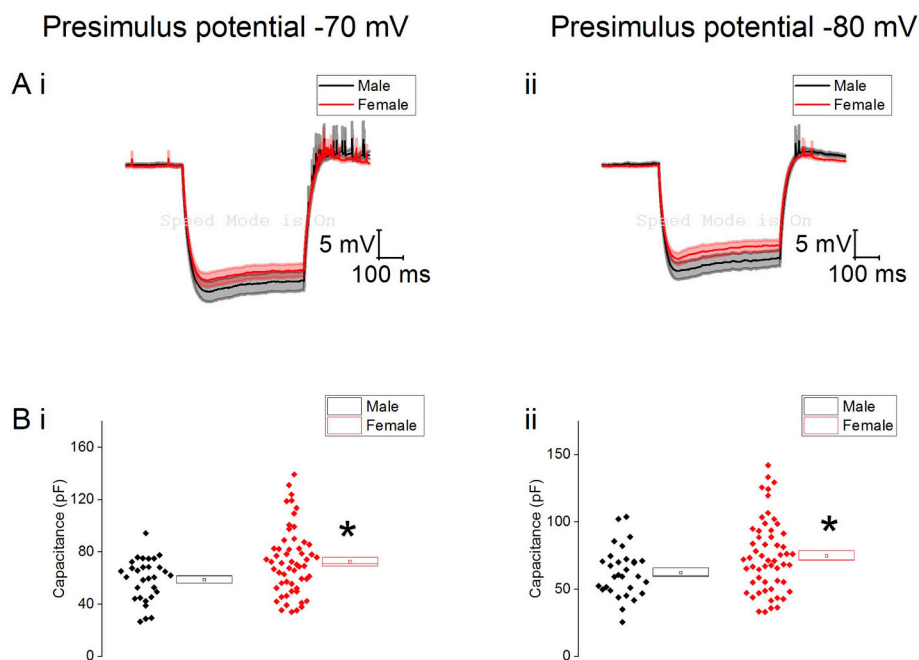 Presimulus potential -70 mV
Presimulus potential -80 mV
A i
Male
Female
Speed Mode is On
5 mV
100 ms
ii
Male
Female
Speed Mode is On
5 mV
100 ms
B i
Male
Female
Capacitance (pF)
160
120
80
40
0
*
ii
Male
Female
Capacitance (pF)
150
100
50
0
*